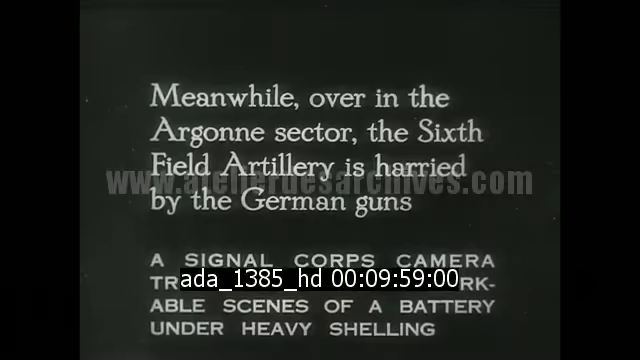 Meanwhile, over in the
Argonne sector, the Sixth
Field Artillery is harried
www.atelierdesarchives.com
by the German guns
A SIGNAL CORPS CAMERA
ada_1385_hd 00:09:59:00
ABLE SCENES OF A BATTERY
UNDER HEAVY SHELLING